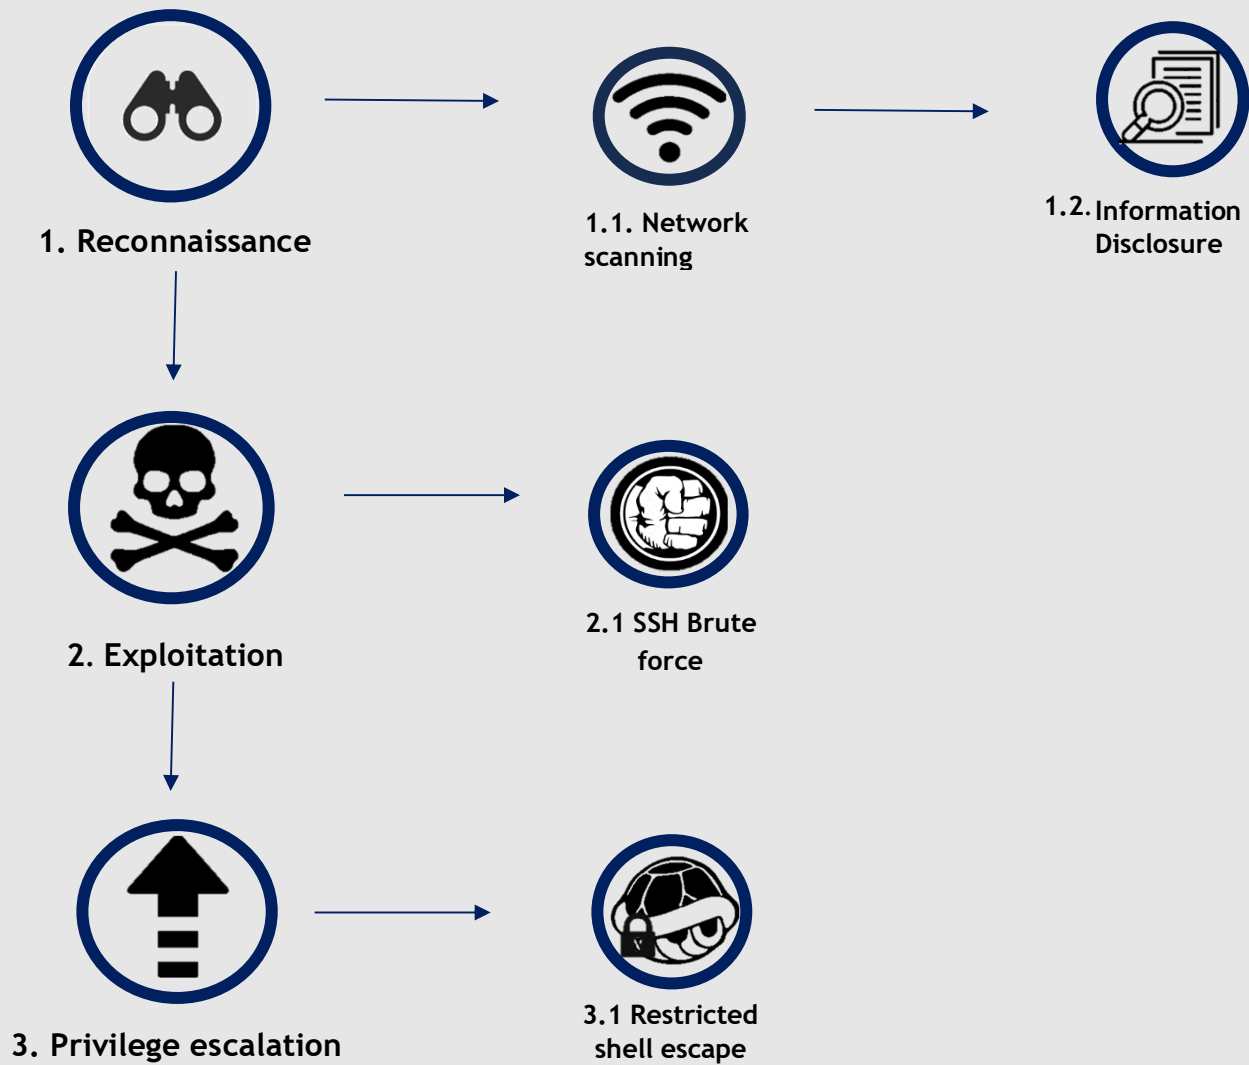 1. Reconnaissance
1.1. Network
scanning
1.2. Information
Disclosure
2. Exploitation
2.1 SSH Brute
force
3. Privilege escalation
3.1 Restricted
shell escape